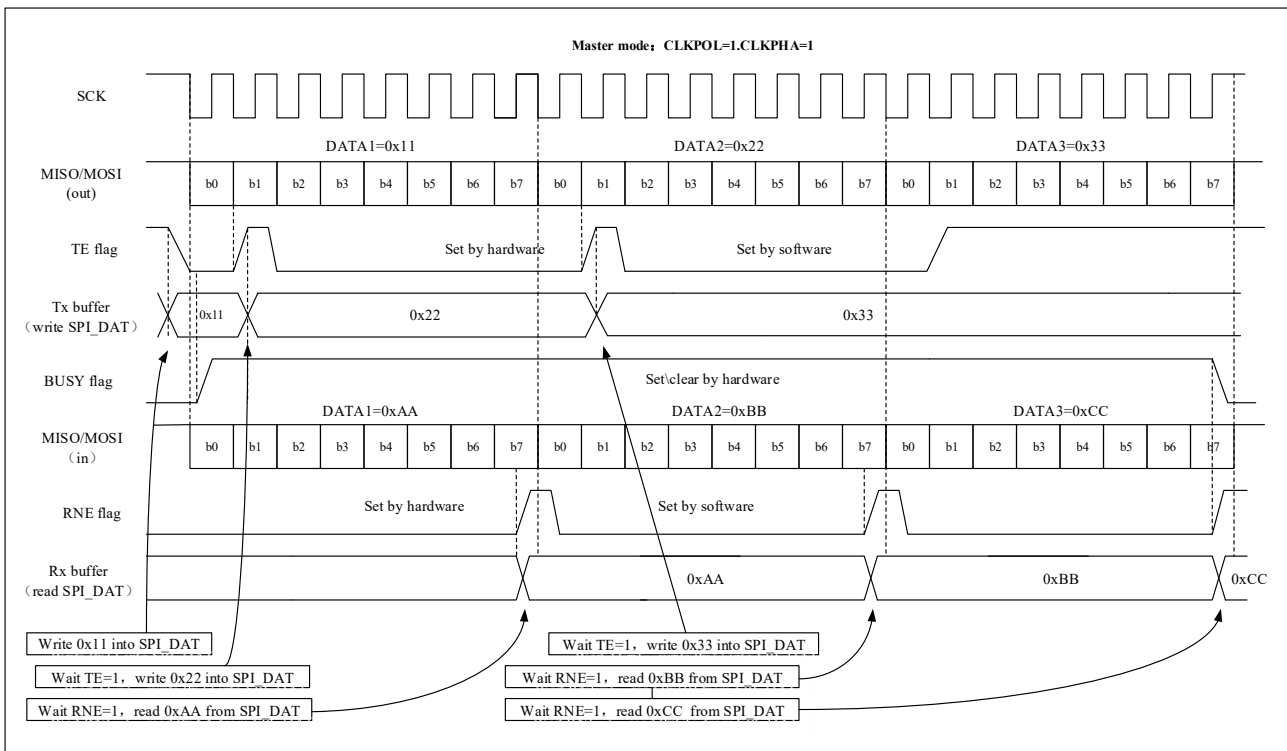 Master mode：CLKPOL=1.CLKPHA=1
SCK
DATA1=0x11 DATA2=0x22 DATA3=0x33
MISO/MOSI
(out)
b0 b1 b2 b3 b4 b5 b6 b7 b0 b1 b2 b3 b4 b5 b6 b7 b0 b1 b2 b3 b4 b5 b6 b7
TE flag
Set by hardware Set by software
Tx buffer
（write SPI_DAT）
0x11 0x22 0x33
BUSY flag
Set\clear by hardware
DATA1=0xAA DATA2=0xBB DATA3=0xCC
MISO/MOSI
（in）
b0 b1 b2 b3 b4 b5 b6 b7 b0 b1 b2 b3 b4 b5 b6 b7 b0 b1 b2 b3 b4 b5 b6 b7
RNE flag
Set by hardware Set by software
Rx buffer
（read SPI_DAT）
0xAA 0xBB 0xCC
Write 0x11 into SPI_DAT
Wait TE=1，write 0x33 into SPI_DAT
Wait TE=1，write 0x22 into SPI_DAT
Wait RNE=1，read 0xBB from SPI_DAT
Wait RNE=1，read 0xAA from SPI_DAT
Wait RNE=1，read 0xCC from SPI_DAT